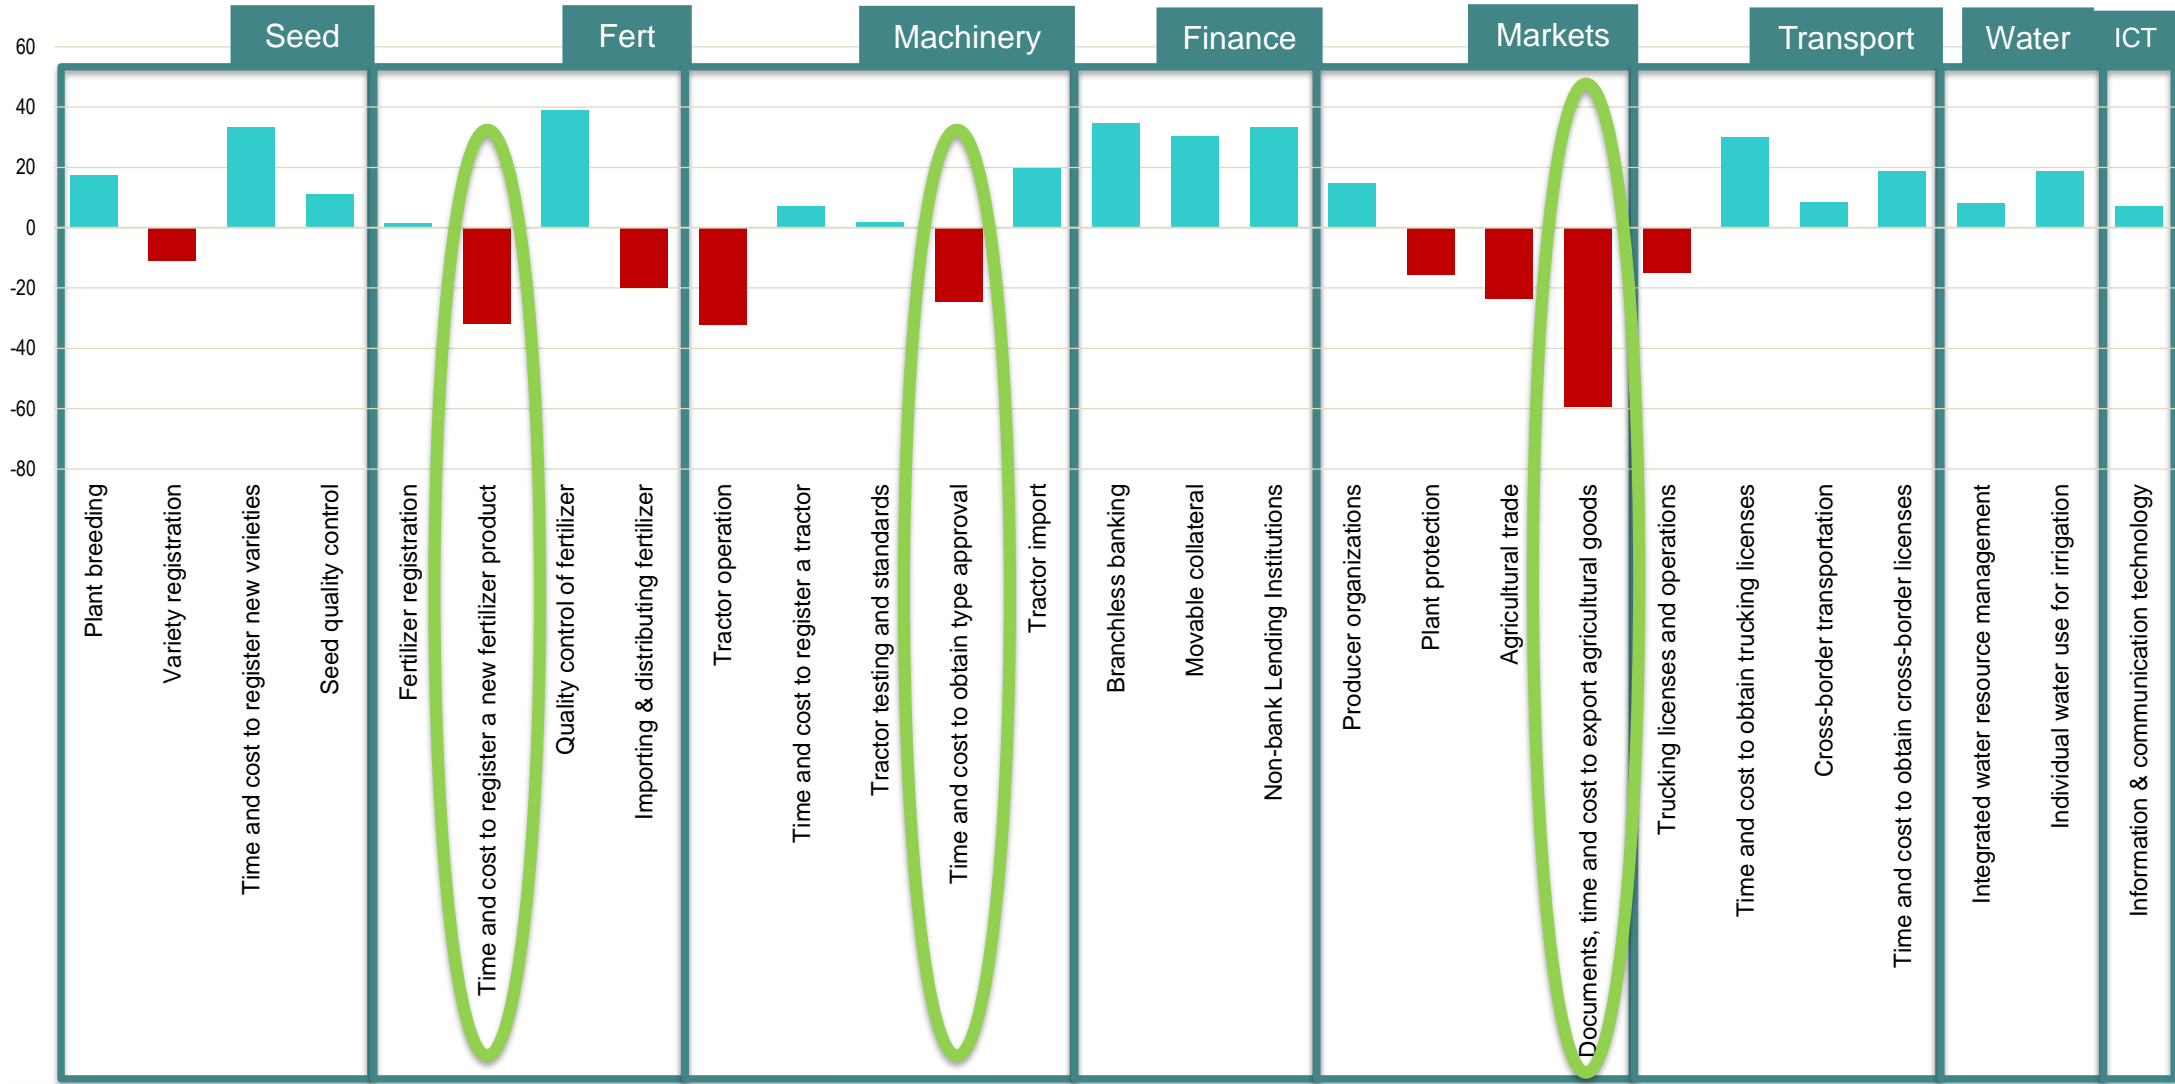 Seed
Fert
Machinery
Finance
Markets
Transport
Water
ICT
60
40
20
0
-20
-40
-60
-80
Plant breeding
Variety registration
Time and cost to register new varieties
Seed quality control
Fertilizer registration
Time and cost to register a new fertilizer product
Quality control of fertilizer
Importing & distributing fertilizer
Tractor operation
Time and cost to register a tractor
Tractor testing and standards
Time and cost to obtain type approval
Tractor import
Branchless banking
Movable collateral
Non-bank Lending Institutions
Producer organizations
Plant protection
Agricultural trade
Documents, time and cost to export agricultural goods
Trucking licenses and operations
Time and cost to obtain trucking licenses
Cross-border transportation
Time and cost to obtain cross-border licenses
Integrated water resource management
Individual water use for irrigation
Information & communication technology